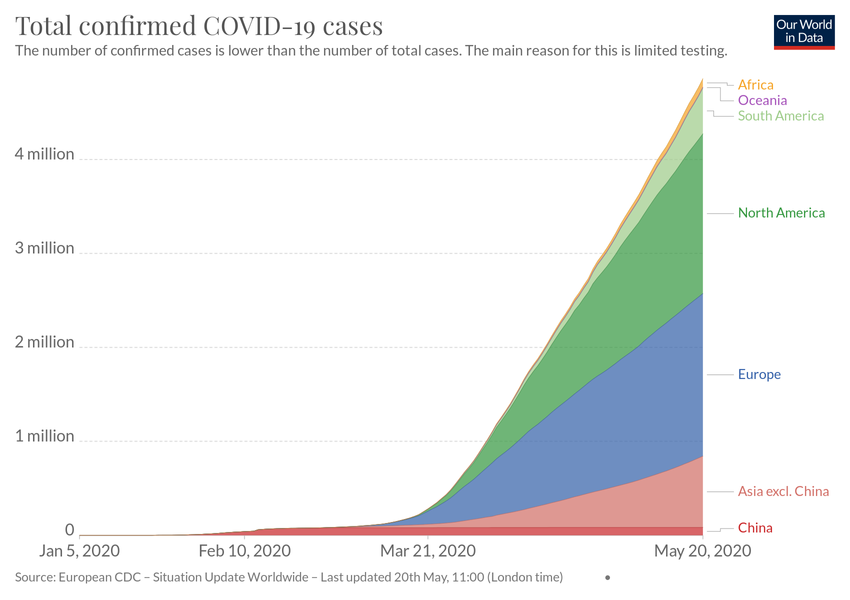 Total confirmed COVID-19 cases
Our World
in Data
The number of confirmed cases is lower than the number of total cases. The main reason for this is limited testing.
Africa
Oceania
South America
4 million
North America
3 million
2 million
Europe
1 million
Asia excl. China
China
0
Jan 5, 2020
Feb 10, 2020
Mar 21, 2020
May 20, 2020
Source: European CDC – Situation Update Worldwide – Last updated 20th May, 11:00 (London time)